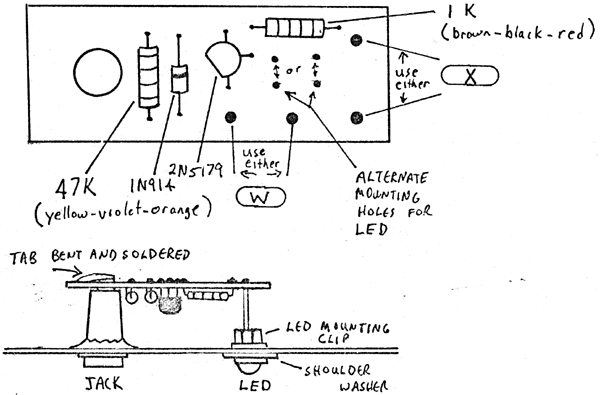 1K
(brown-black-red)
or
use
either
X
use
either
W
47K
(yellow-violet-orange)
1N914
2N5179
ALTERNATE
MOUNTING
HOLES FOR
LED
TAB BENT AND SOLDERED
LED MOUNTING
CLIP
SHOULDER
WASHER
JACK
LED